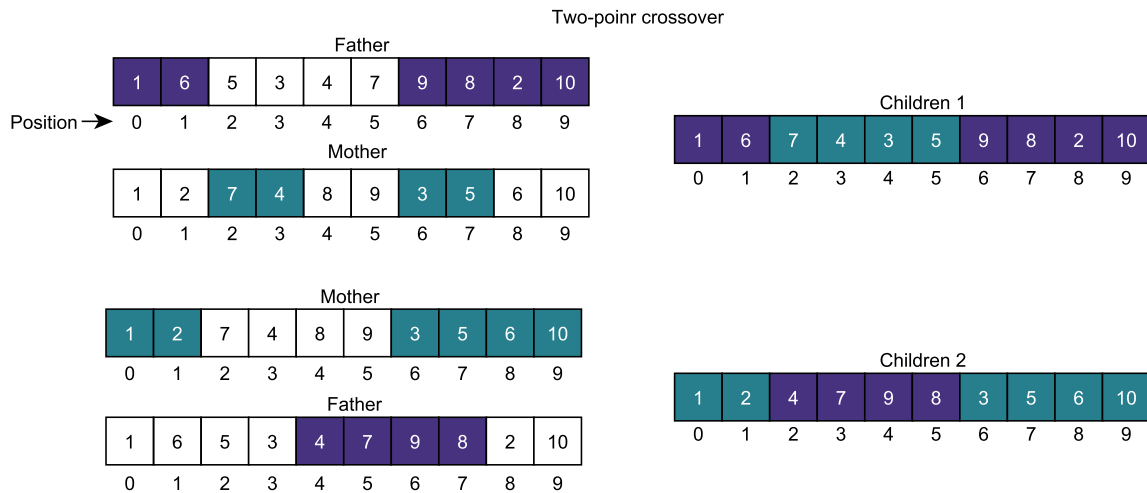 Two-poinr crossover
Father
1 6 5 3 4 7 9 8 2 10
Position
0 1 2 3 4 5 6 7 8 9
Mother
1 2 7 4 8 9 3 5 6 10
0 1 2 3 4 5 6 7 8 9
Children 1
1 6 7 4 3 5 9 8 2 10
0 1 2 3 4 5 6 7 8 9
Mother
1 2 7 4 8 9 3 5 6 10
0 1 2 3 4 5 6 7 8 9
Father
1 6 5 3 4 7 9 8 2 10
0 1 2 3 4 5 6 7 8 9
Children 2
1 2 4 7 9 8 3 5 6 10
0 1 2 3 4 5 6 7 8 9